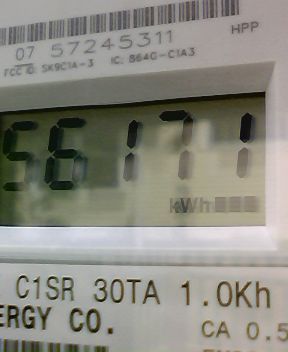 07 57245311
HPP
FCC ID: SK9C1A-3 IC: 864G-C1A3
56171
kWh
C1SR 30TA 1.0Kh
ERGY CO.
CA 0.5